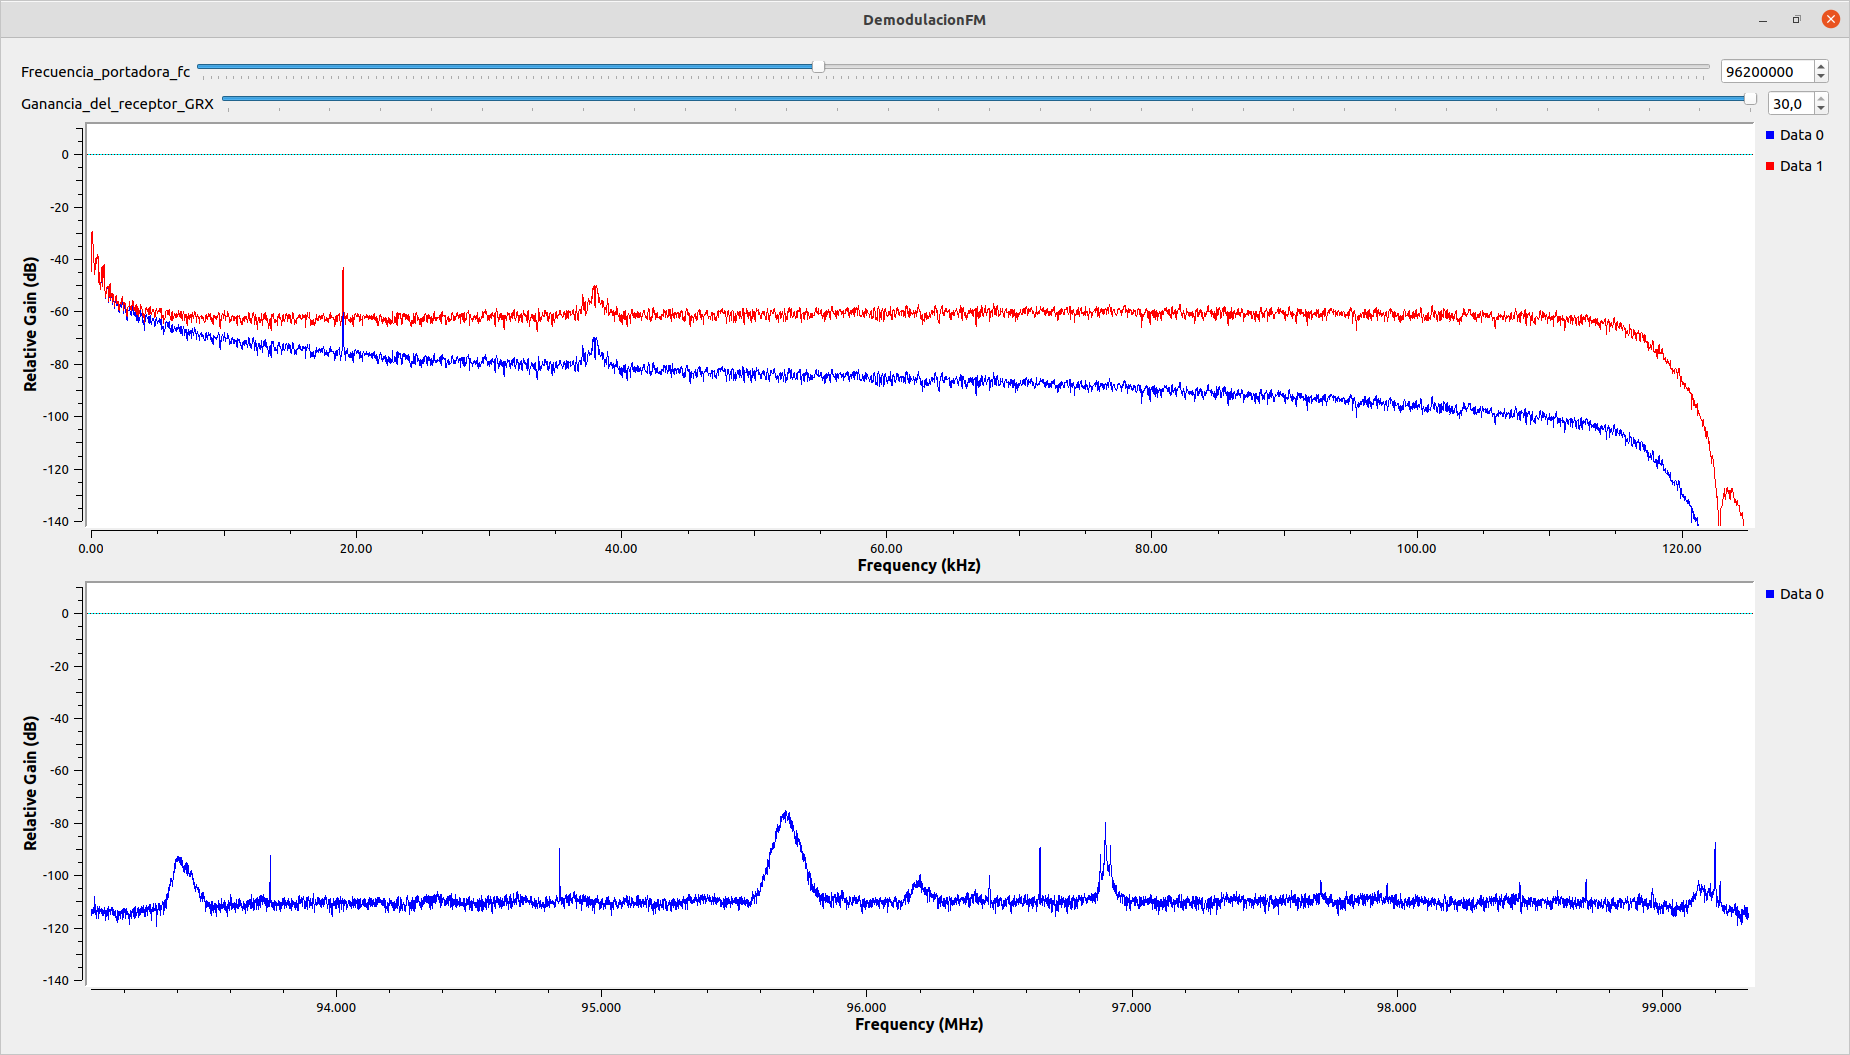 DemodulacionFM
Frecuencia_portadora_fc 96200000
Ganancia_del_receptor_GRX 30,0
Data 0
Data 1
Relative Gain (dB)
0
-20
-40
-60
-80
-100
-120
-140
0.00 20.00 40.00 60.00 80.00 100.00 120.00
Frequency (kHz)
Data 0
Relative Gain (dB)
0
-20
-40
-60
-80
-100
-120
-140
94.000 95.000 96.000 97.000 98.000 99.000
Frequency (MHz)